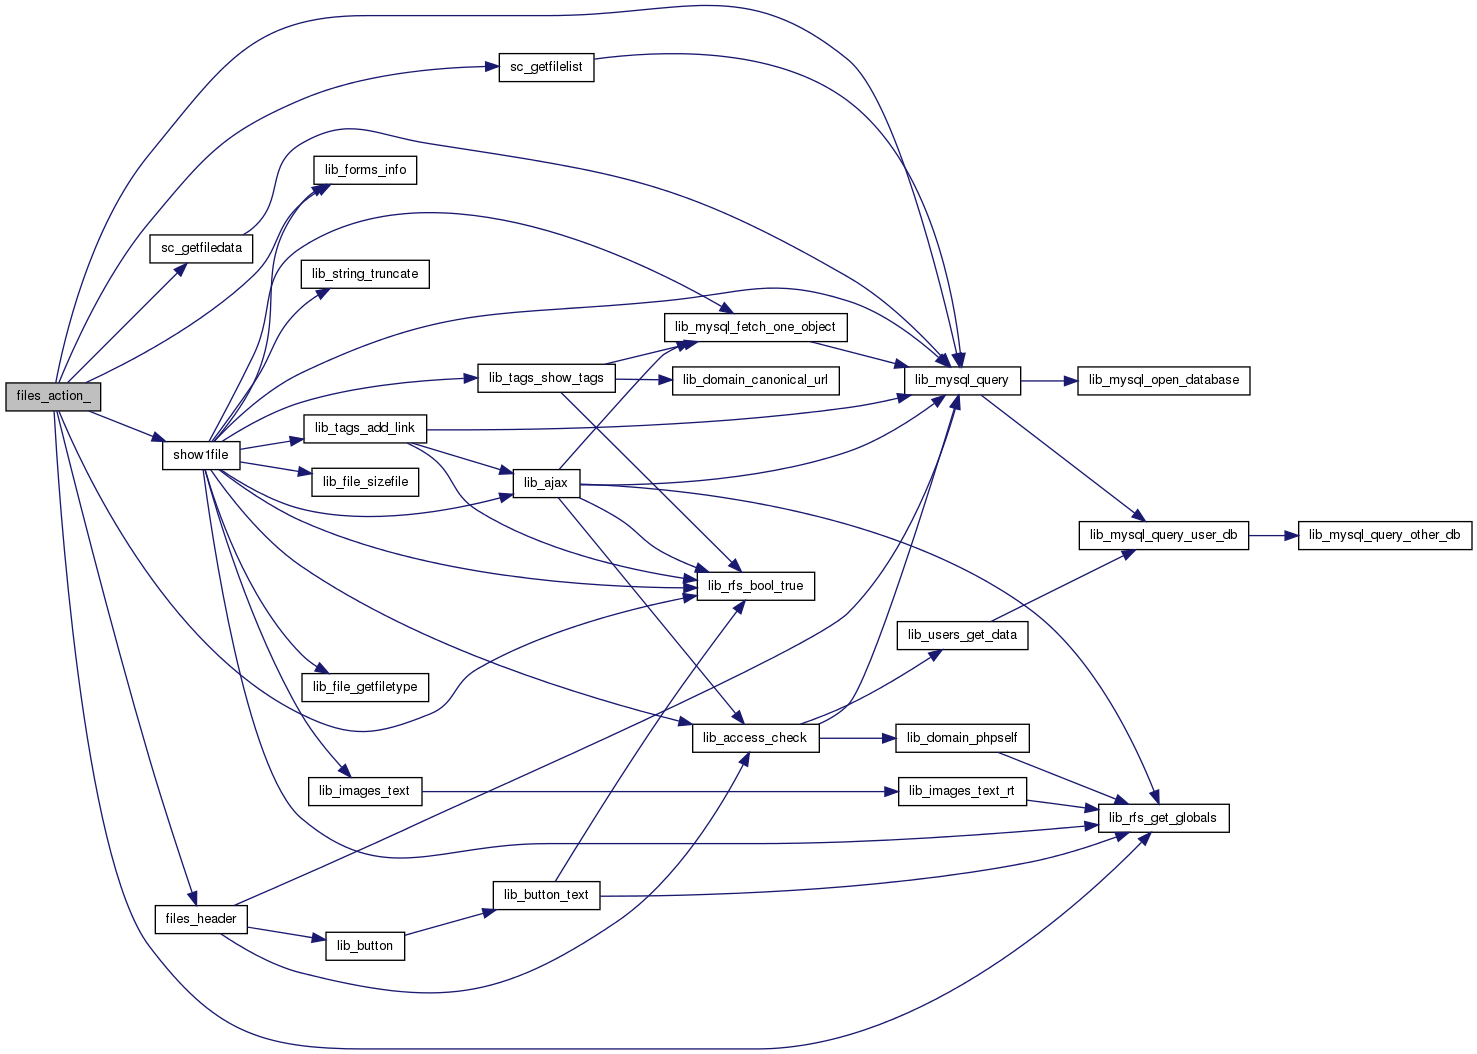 files_action_
sc_getfilelist
sc_getfiledata
lib_forms_info
lib_string_truncate
lib_mysql_fetch_one_object
lib_tags_show_tags
lib_domain_canonical_url
lib_mysql_query
lib_mysql_open_database
show1file
lib_tags_add_link
lib_file_sizefile
lib_ajax
lib_mysql_query_user_db
lib_mysql_query_other_db
lib_rfs_bool_true
lib_users_get_data
lib_file_getfiletype
lib_access_check
lib_domain_phpself
lib_images_text
lib_images_text_rt
lib_rfs_get_globals
lib_button_text
files_header
lib_button